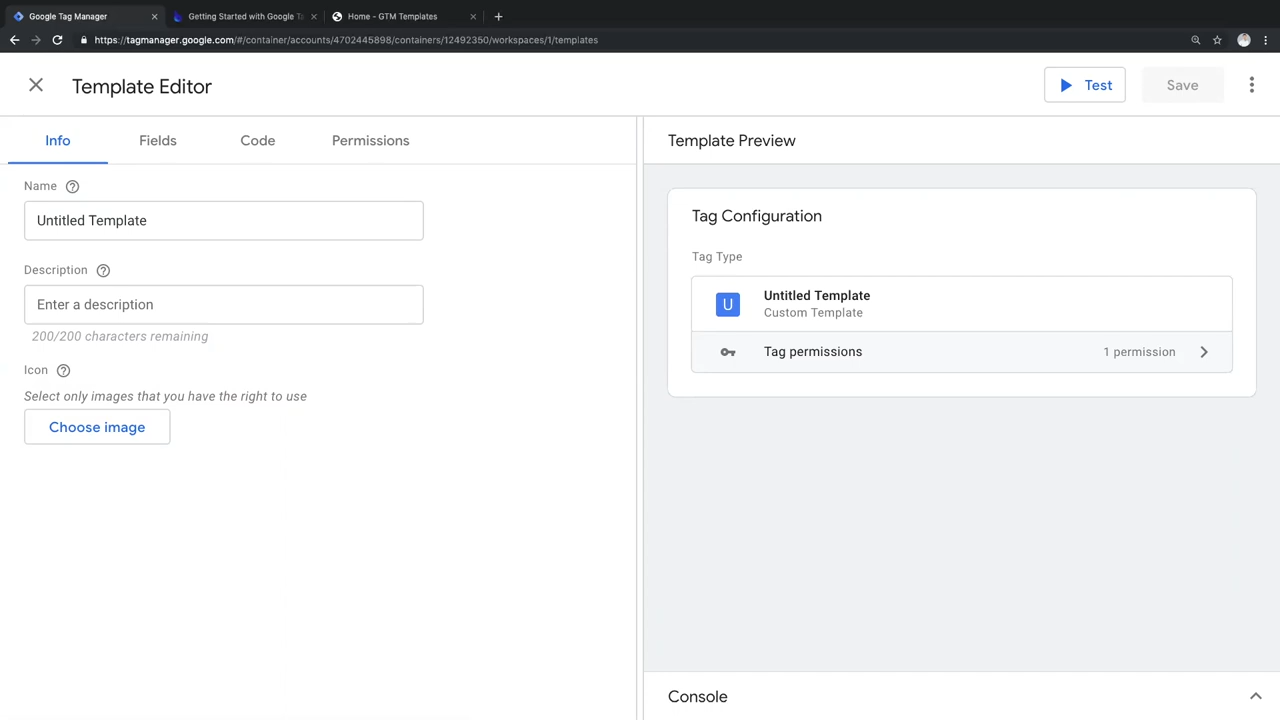 Google Tag Manager
Getting Started with Google Ta
Home - GTM Templates
https://tagmanager.google.com/#/container/accounts/4702445898/containers/12492350/workspaces/1/templates
Template Editor
Test
Save
Info
Fields
Code
Permissions
Name
Untitled Template
Description
Enter a description
200/200 characters remaining
Icon
Select only images that you have the right to use
Choose image
Template Preview
Tag Configuration
Tag Type
U
Untitled Template
Custom Template
Tag permissions
1 permission
Console